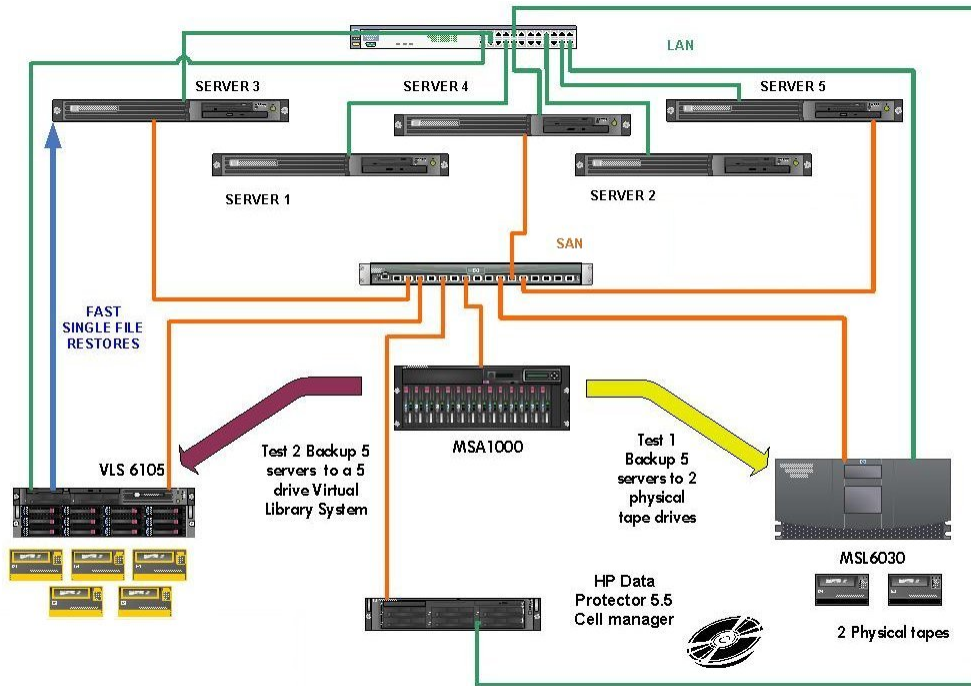 LAN
SERVER 3
SERVER 4
SERVER 5
SERVER 1
SERVER 2
SAN
FAST
SINGLE FILE
RESTORES
MSA1000
VLS 6105
Test 2 Backup 5
servers to a 5
drive Virtual
Library System
Test 1
Backup 5
servers to 2
physical
tape drives
MSL6030
HP Data
Protector 5.5
Cell manager
2 Physical tapes